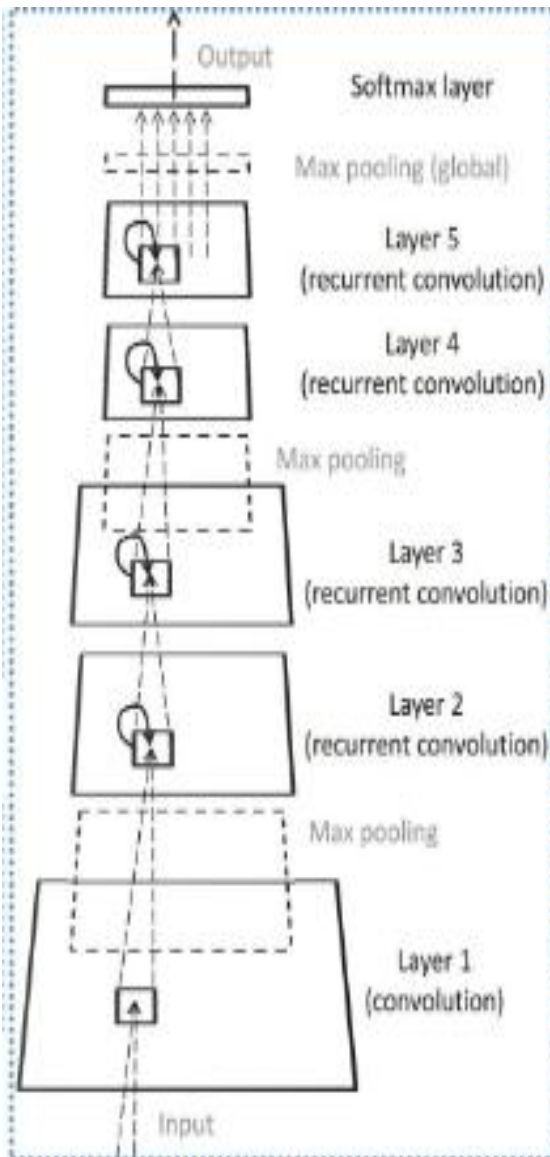 Output
Softmax layer
Max pooling (global)
Layer 5
(recurrent convolution)
Layer 4
(recurrent convolution)
Max pooling
Layer 3
(recurrent convolution)
Layer 2
(recurrent convolution)
Max pooling
Layer 1
(convolution)
Input